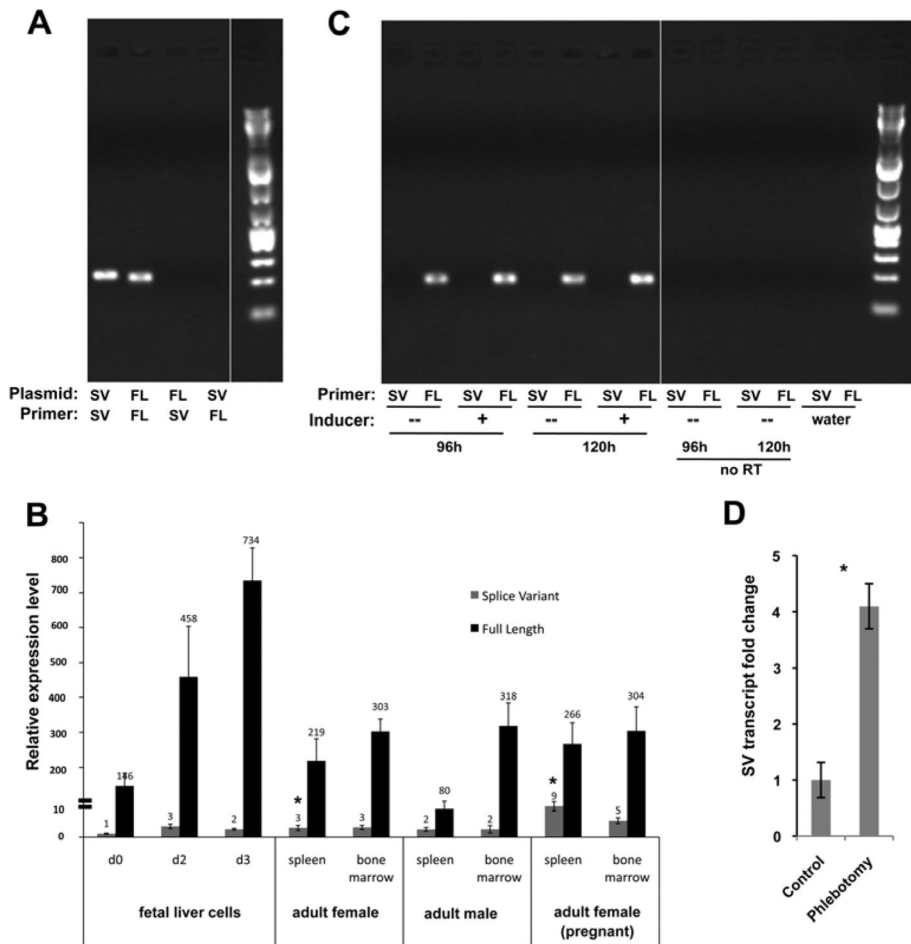 A
Plasmid: SV FL FL SV
Primer: SV FL SV FL
C
Primer: SV FL SV FL SV FL SV FL SV FL SV FL SV FL
Inducer: -- + -- + -- -- water
96h 120h 96h 120h
no RT
B
Relative expression level
800
700
600
500
400
300
200
10
0
1 146 3 458 2 734 * 3 219 3 303 2 80 2 318 * 9 266 5 304
Splice Variant
Full Length
d0 d2 d3 spleen bone marrow spleen bone marrow spleen bone marrow
fetal liver cells adult female adult male adult female (pregnant)
D
SV transcript fold change
5
4
3
2
1
0
*
Control Phlebotomy